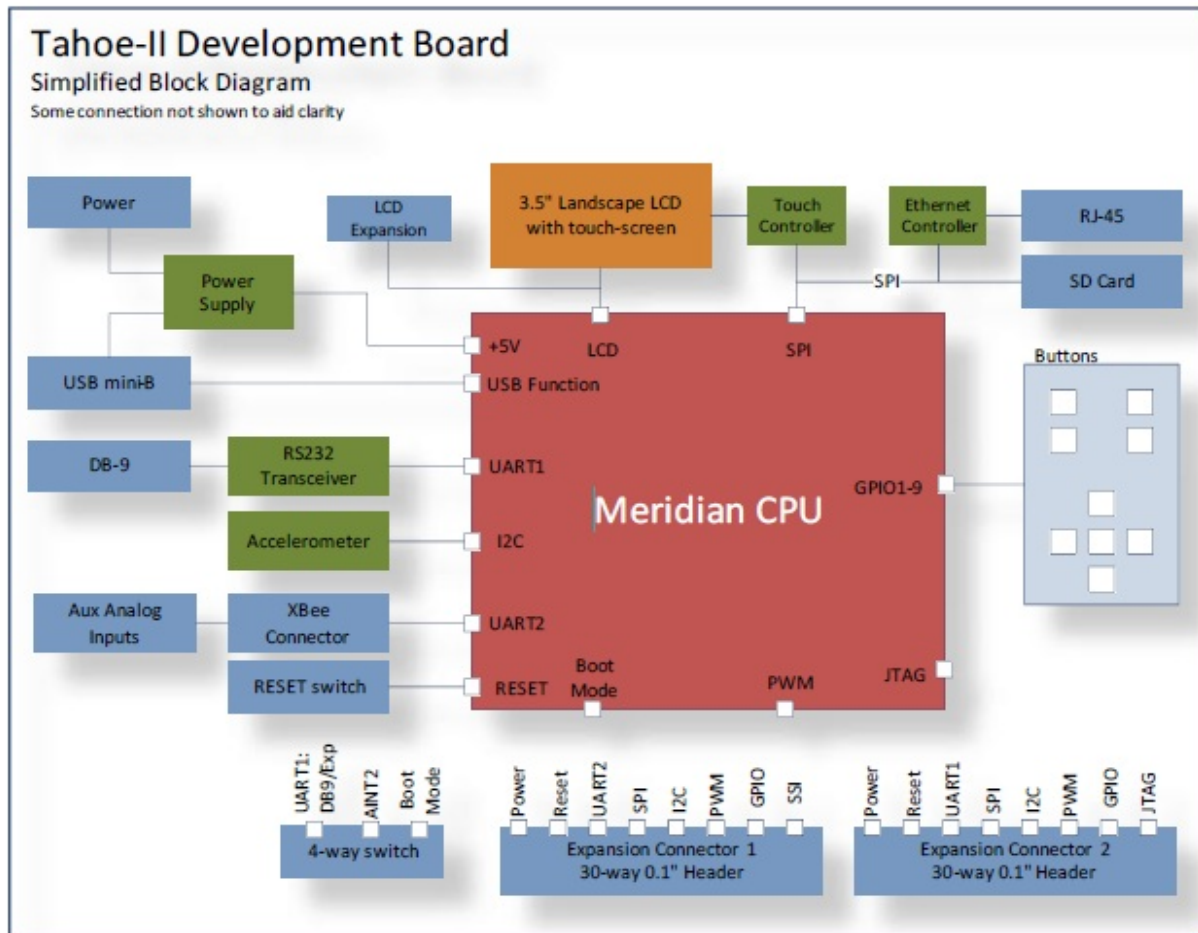 Tahoe-II Development Board
Simplified Block Diagram
Some connection not shown to aid clarity
Power
LCD
Expansion
3.5" Landscape LCD
with touch-screen
Touch
Controller
Ethernet
Controller
RJ-45
Power
Supply
SPI
SD Card
+5V
LCD
SPI
Buttons
USB mini-B
USB Function
DB-9
RS232
Transceiver
UART1
GPIO1-9
Meridian CPU
Accelerometer
I2C
Aux Analog
Inputs
XBee
Connector
UART2
RESET switch
RESET
Boot
Mode
PWM
JTAG
UART1:
DB9/Exp
AINT2
Boot
Mode
4-way switch
Power
Reset
UART2
SPI
I2C
PWM
GPIO
SSI
Expansion Connector 1
30-way 0.1" Header
Power
Reset
UART1
SPI
I2C
PWM
GPIO
JTAG
Expansion Connector 2
30-way 0.1" Header